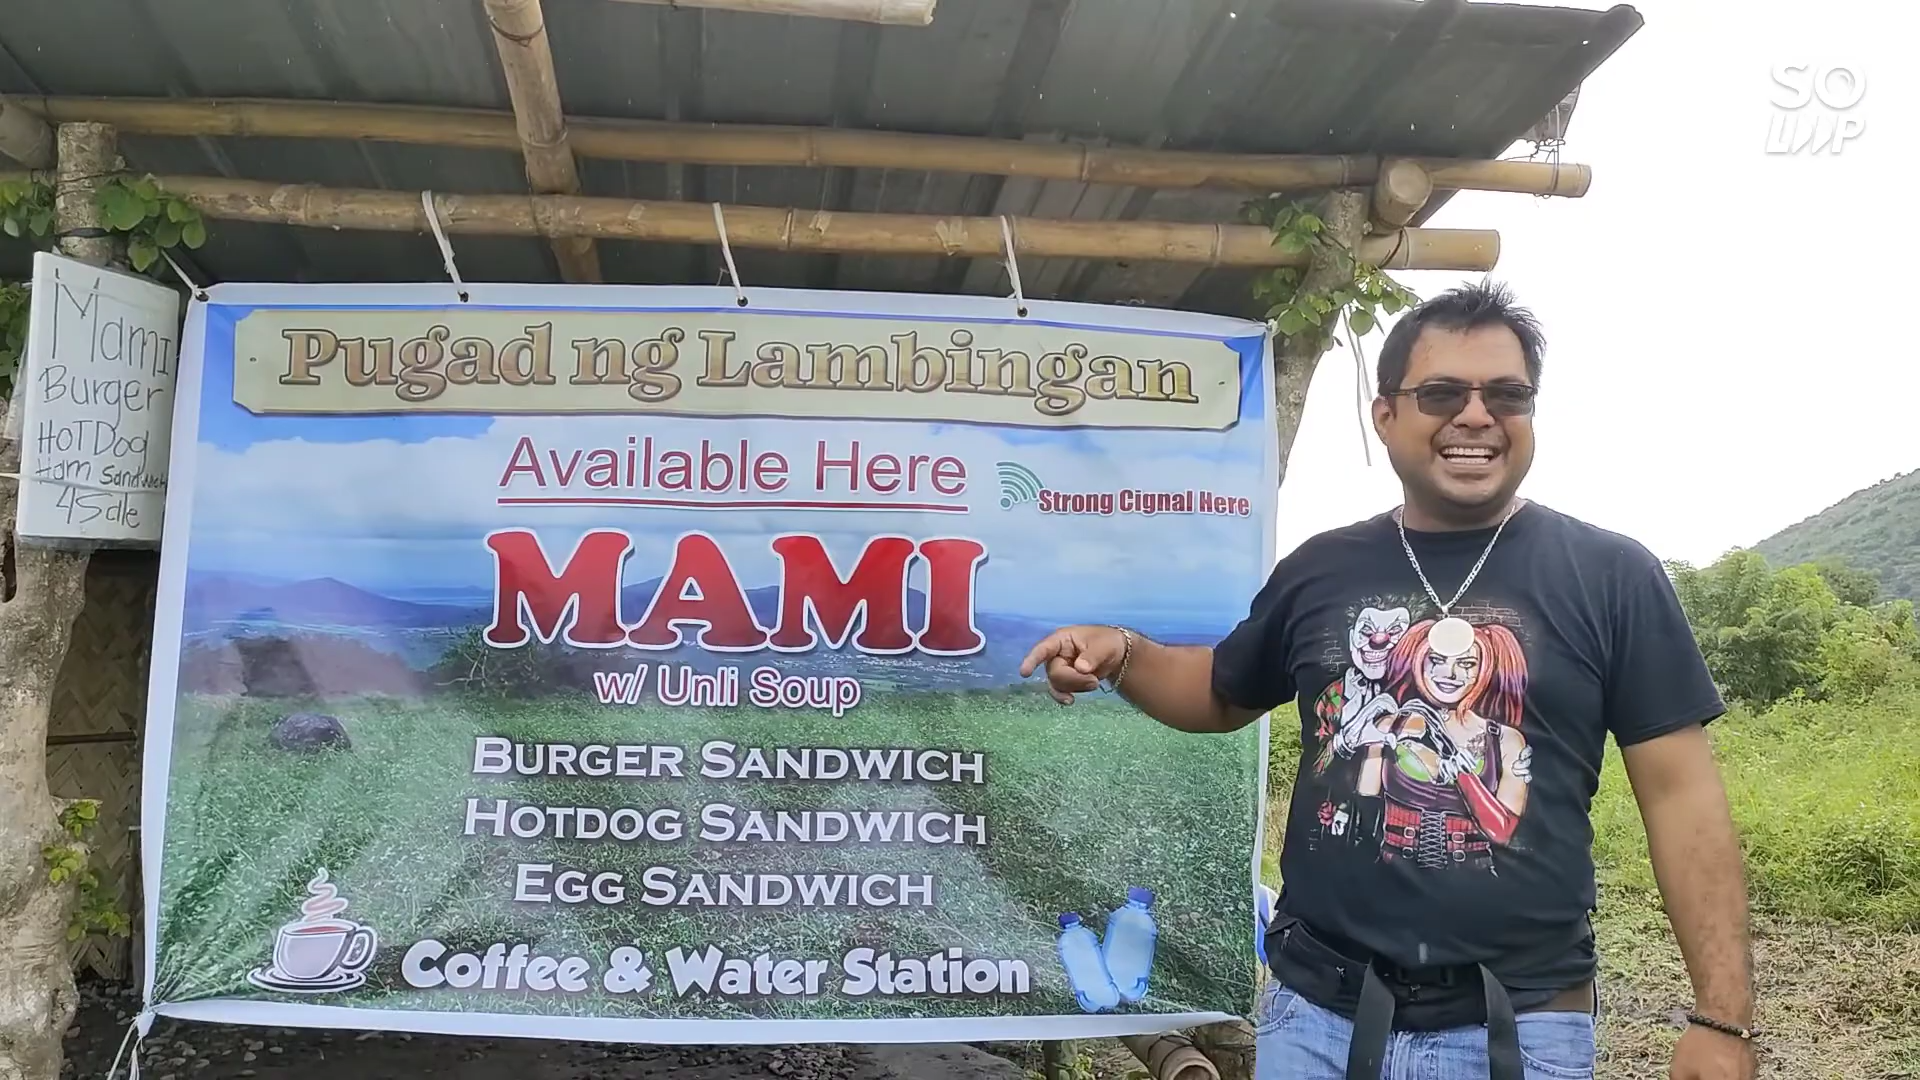 Mami
Burger
HoTDog
Ham Sandwich
4Sale
Pugad ng Lambingan
Available Here
Strong Cignal Here
MAMI
w/ Unli Soup
BURGER SANDWICH
HOTDOG SANDWICH
EGG SANDWICH
Coffee & Water Station
SO